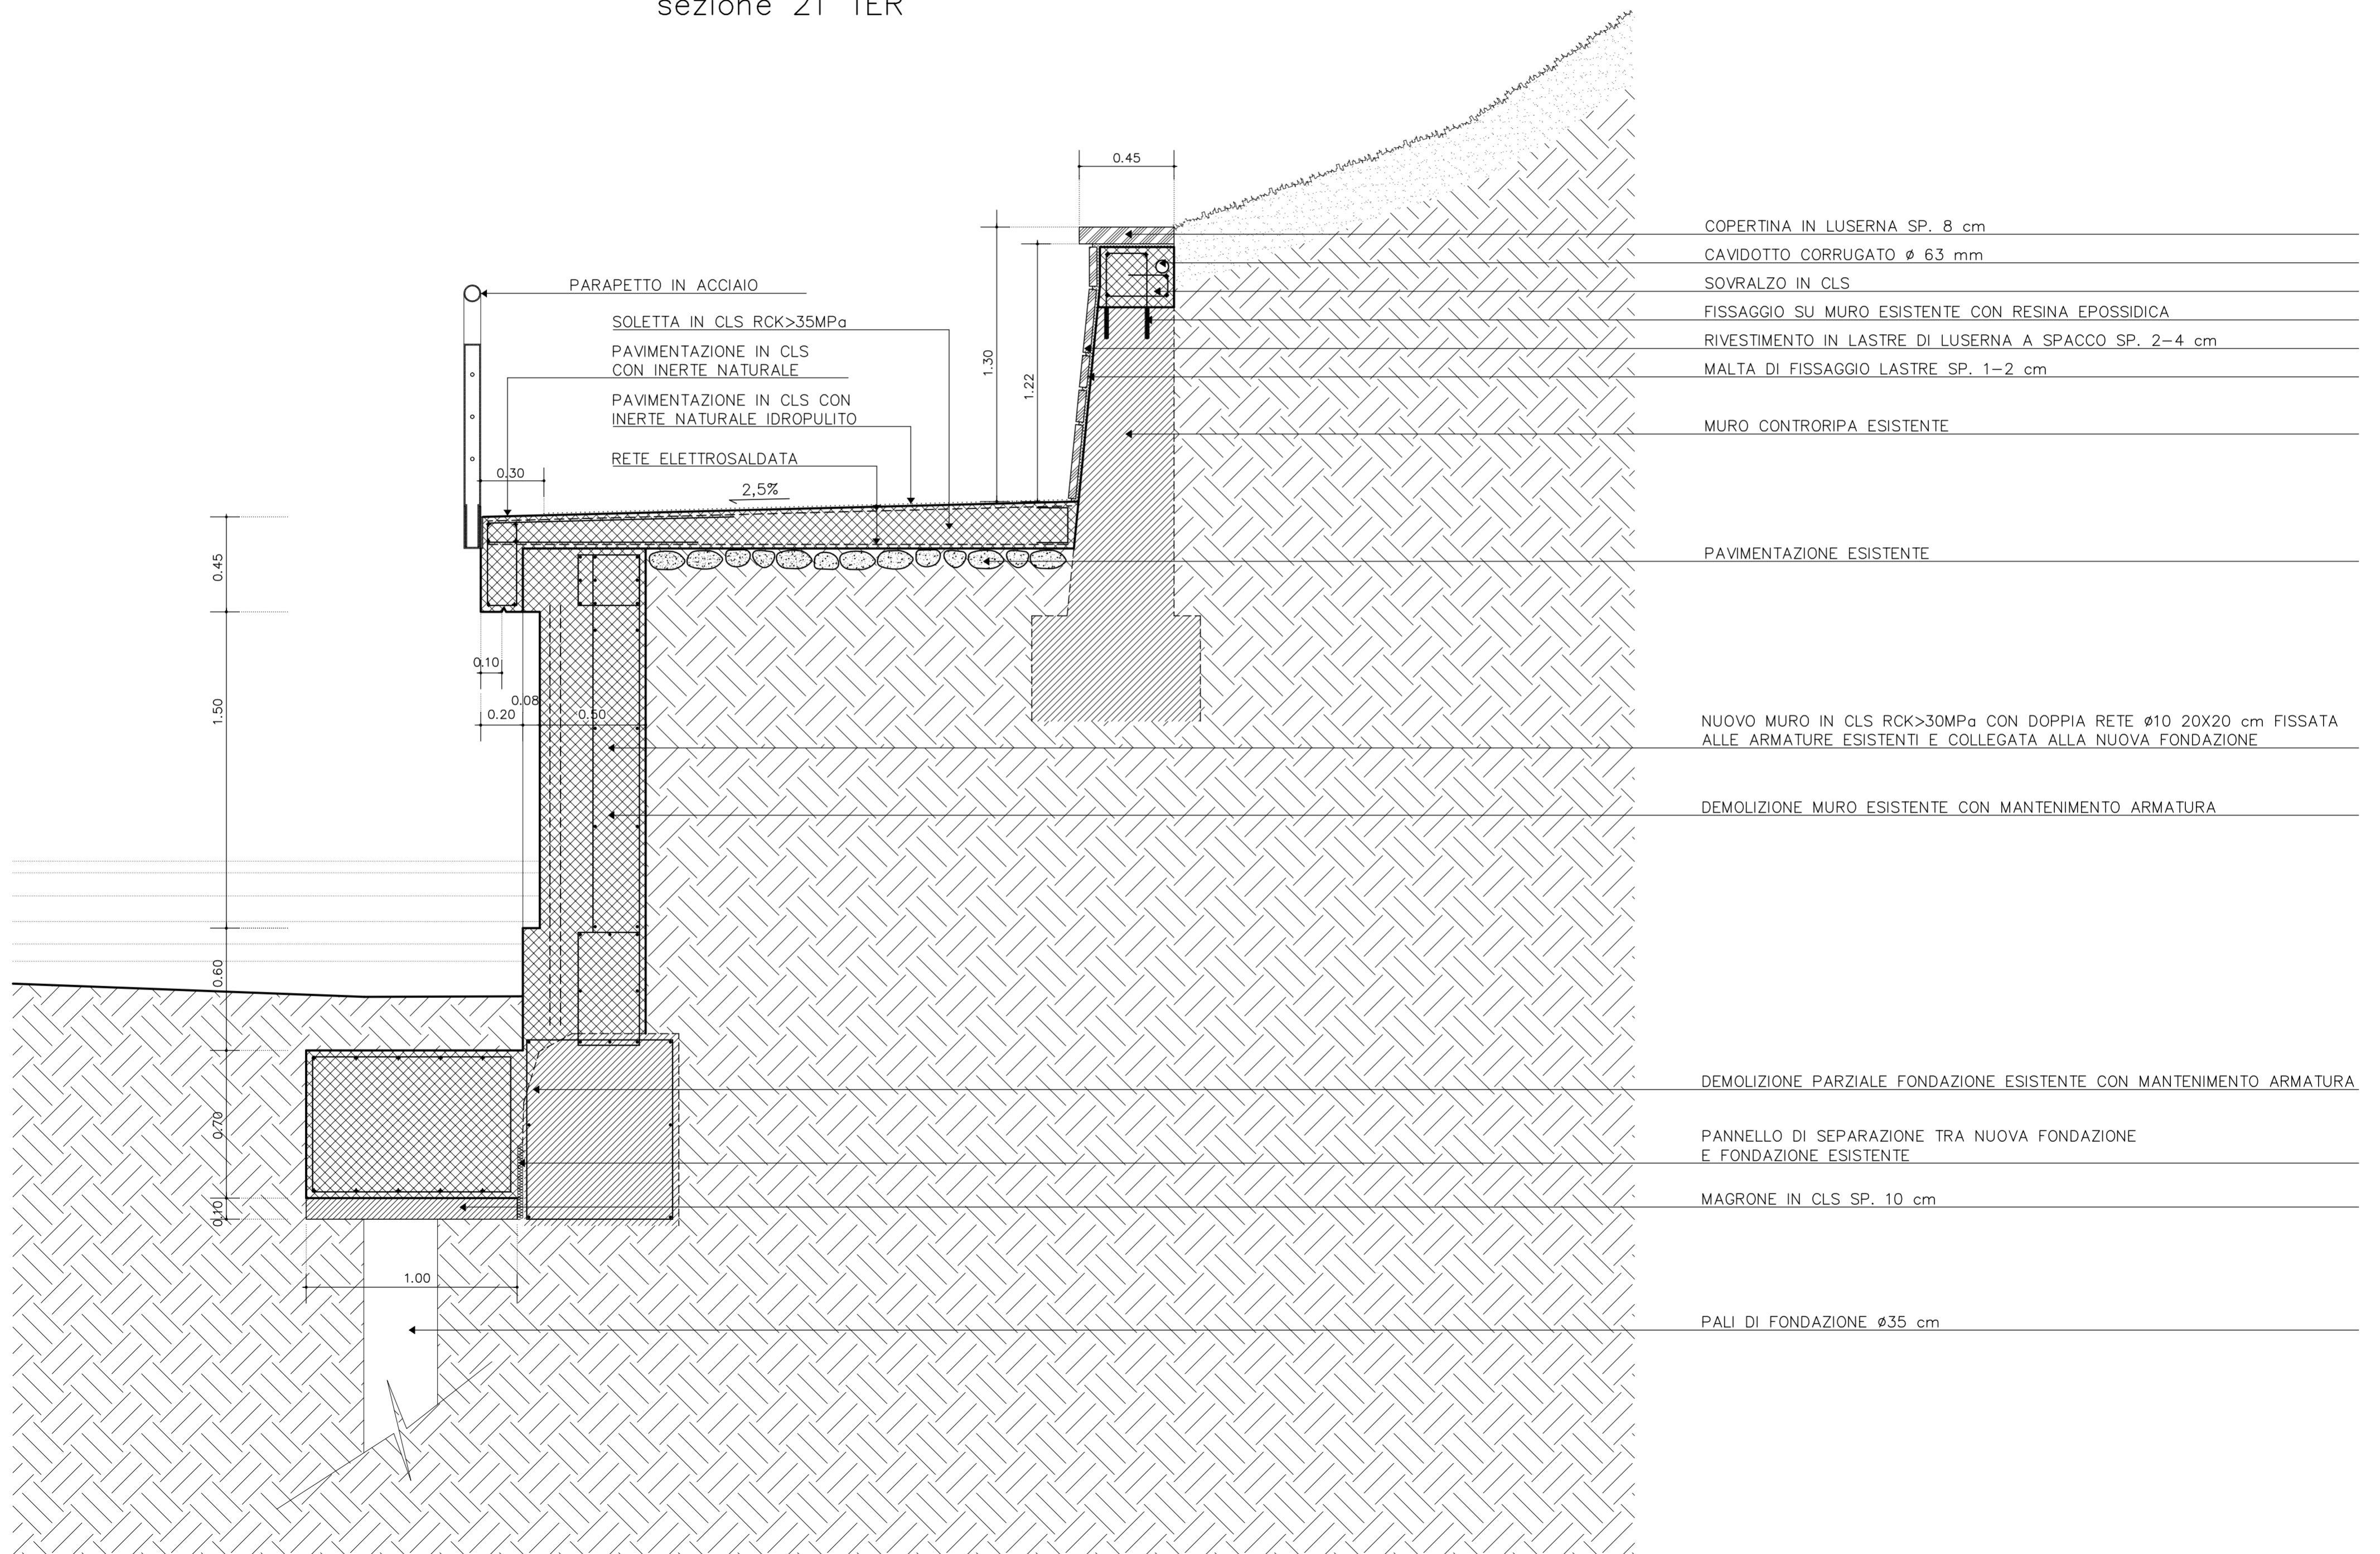 sezione 21 TER
0.45
COPERTINA IN LUSERNA SP. 8 cm
CAVIDOTTO CORRUGATO ø 63 mm
SOVRALZO IN CLS
FISSAGGIO SU MURO ESISTENTE CON RESINA EPOSSIDICA
RIVESTIMENTO IN LASTRE DI LUSERNA A SPACCO SP. 2-4 cm
MALTA DI FISSAGGIO LASTRE SP. 1-2 cm
MURO CONTRORIPA ESISTENTE
PARAPETTO IN ACCIAIO
SOLETTA IN CLS RCK>35MPa
PAVIMENTAZIONE IN CLS
CON INERTE NATURALE
PAVIMENTAZIONE IN CLS CON
INERTE NATURALE IDROPULITO
RETE ELETTROSALDATA
1.30
1.22
0.30
2,5%
PAVIMENTAZIONE ESISTENTE
0.45
1.50
0.60
0.70
0.10
0.10
0.08
0.20
0.50
NUOVO MURO IN CLS RCK>30MPa CON DOPPIA RETE ø10 20X20 cm FISSATA
ALLE ARMATURE ESISTENTI E COLLEGATA ALLA NUOVA FONDAZIONE
DEMOLIZIONE MURO ESISTENTE CON MANTENIMENTO ARMATURA
DEMOLIZIONE PARZIALE FONDAZIONE ESISTENTE CON MANTENIMENTO ARMATURA
PANNELLO DI SEPARAZIONE TRA NUOVA FONDAZIONE
E FONDAZIONE ESISTENTE
MAGRONE IN CLS SP. 10 cm
1.00
PALI DI FONDAZIONE ø35 cm